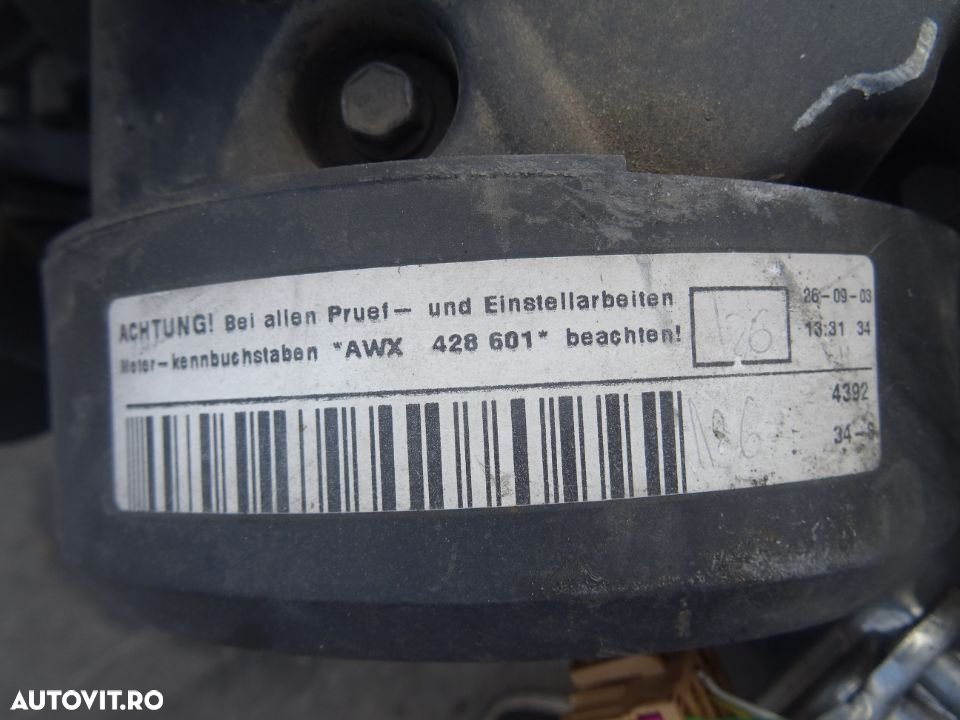 ACHTUNG! Bei allen Pruef- und Einstellarbeiten
Motor-kennbuchstaben *AWX 428 601* beachten!
126
26-09-03
13:31 34
4392
34-
AUTOVIT.RO